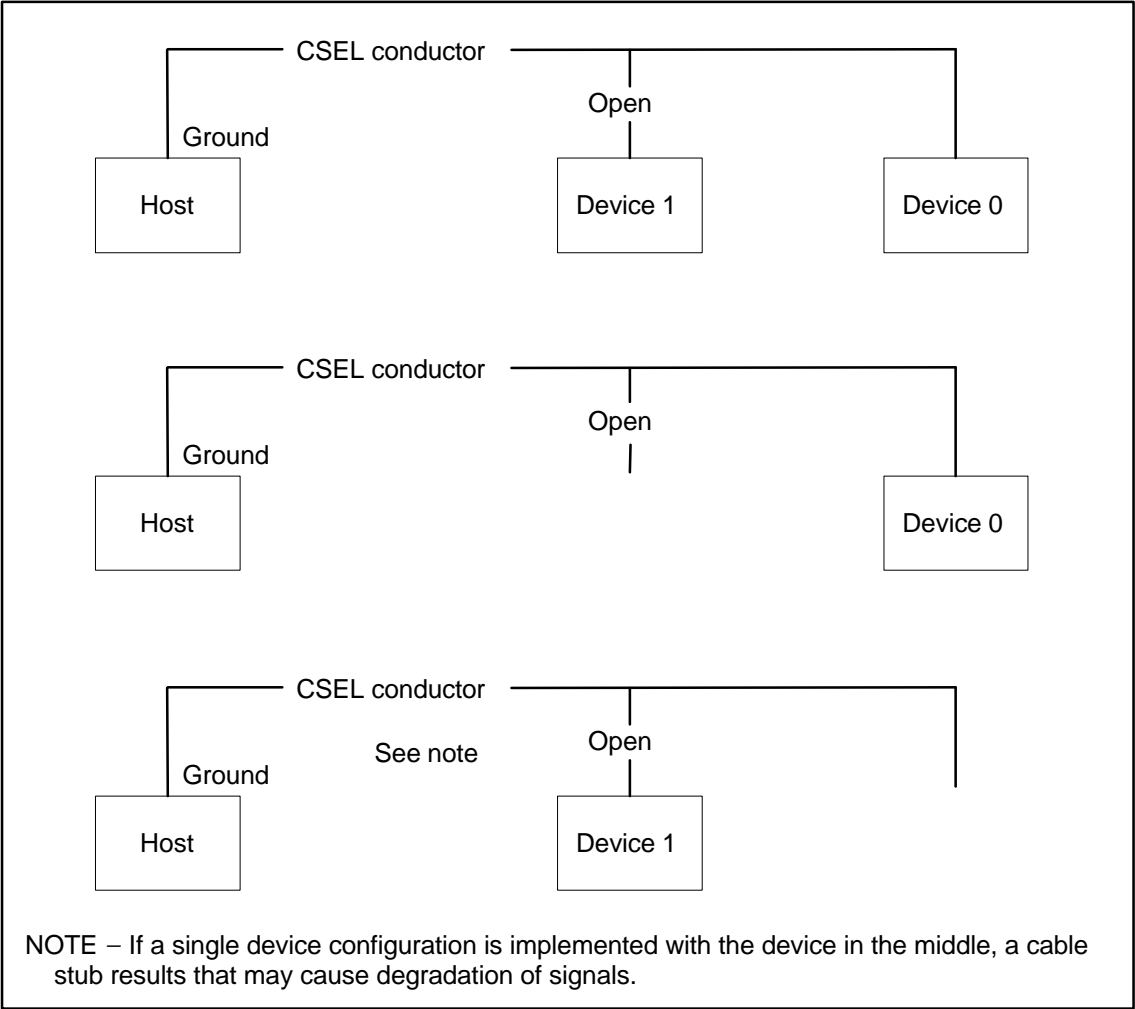 CSEL conductor
Open
Ground
Host
Device 1
Device 0
CSEL conductor
Open
Ground
Host
Device 0
CSEL conductor
See note
Open
Ground
Host
Device 1
NOTE – If a single device configuration is implemented with the device in the middle, a cable
stub results that may cause degradation of signals.